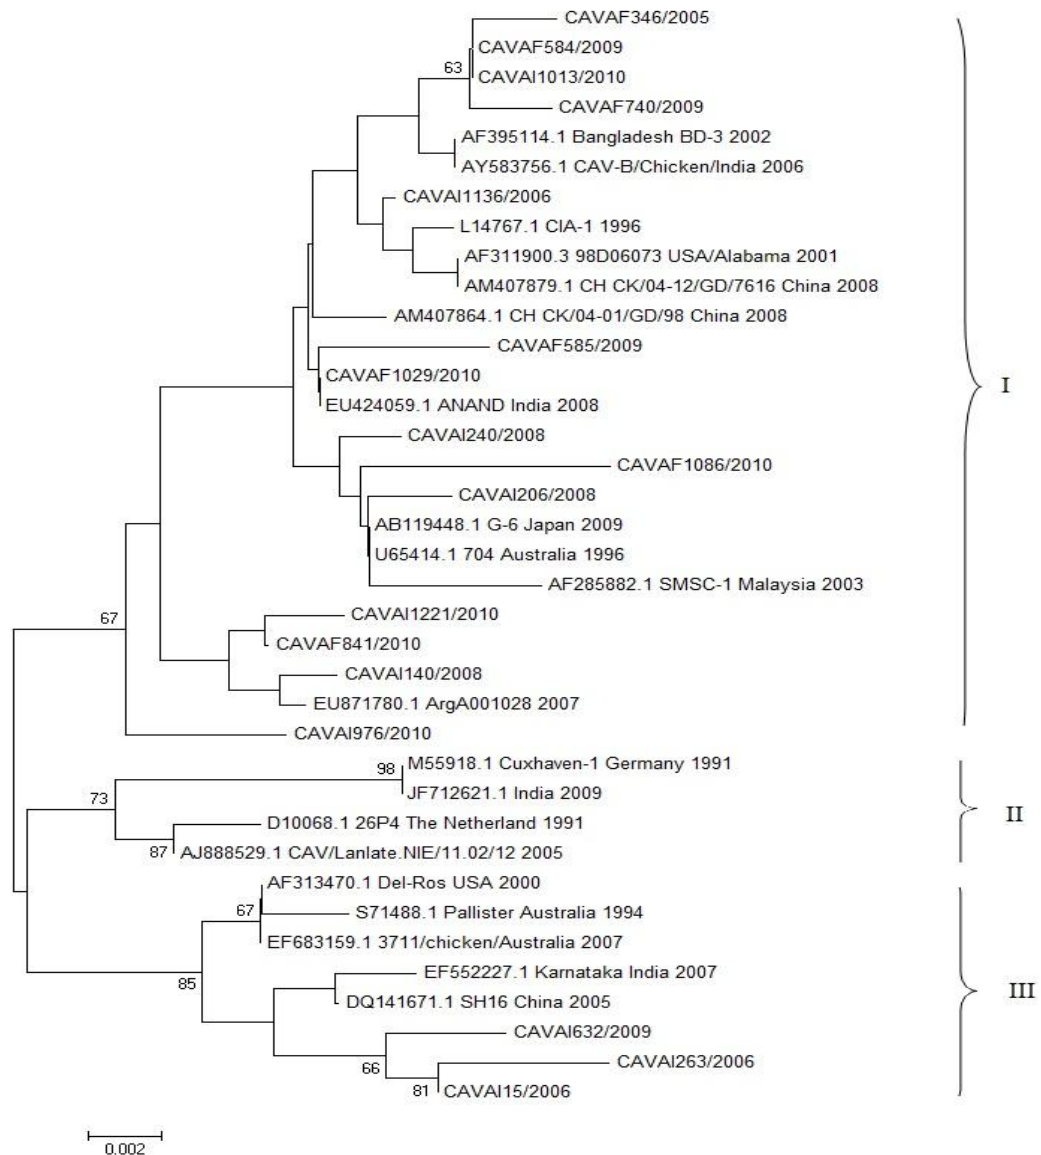 CAVAF346/2005
CAVAF584/2009
63
CAVAI1013/2010
CAVAF740/2009
AF395114.1 Bangladesh BD-3 2002
AY583756.1 CAV-B/Chicken/India 2006
CAVAI1136/2006
L14767.1 CIA-1 1996
AF311900.3 98D06073 USA/Alabama 2001
AM407879.1 CH CK/04-12/GD/7616 China 2008
AM407864.1 CH CK/04-01/GD/98 China 2008
CAVAF585/2009
CAVAF1029/2010
I
EU424059.1 ANAND India 2008
CAVAI240/2008
CAVAF1086/2010
CAVAI206/2008
AB119448.1 G-6 Japan 2009
U65414.1 704 Australia 1996
AF285882.1 SMSC-1 Malaysia 2003
67
CAVAI1221/2010
CAVAF841/2010
CAVAI140/2008
EU871780.1 ArgA001028 2007
CAVAI976/2010
98
M55918.1 Cuxhaven-1 Germany 1991
73
JF712621.1 India 2009
II
D10068.1 26P4 The Netherland 1991
87
AJ888529.1 CAV/Lanlate.NIE/11.02/12 2005
AF313470.1 Del-Ros USA 2000
67
S71488.1 Pallister Australia 1994
EF683159.1 3711/chicken/Australia 2007
85
EF552227.1 Karnataka India 2007
III
DQ141671.1 SH16 China 2005
CAVAI632/2009
66
CAVAI263/2006
81
CAVAI15/2006
0.002